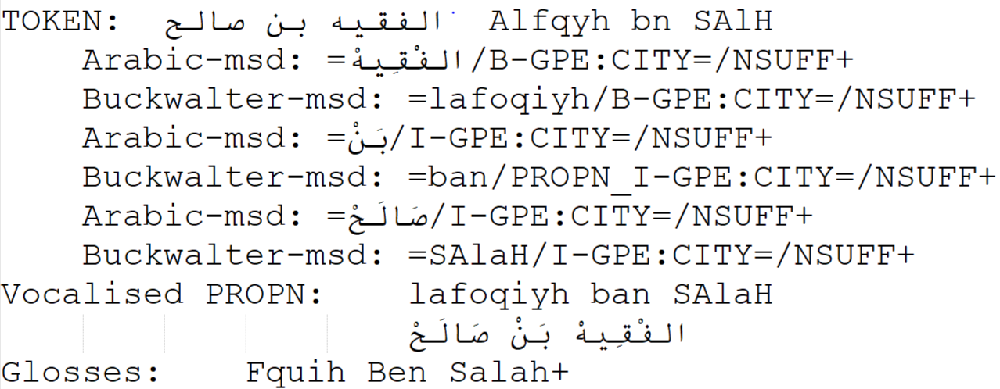 TOKEN: الفقيه بن صالح Alfqyh bn SAlH
Arabic-msd: =الفْقِيهْ/B-GPE:CITY=/NSUFF+
Buckwalter-msd: =lafoqiyh/B-GPE:CITY=/NSUFF+
Arabic-msd: =بَنْ/I-GPE:CITY=/NSUFF+
Buckwalter-msd: =ban/PROPN_I-GPE:CITY=/NSUFF+
Arabic-msd: =صَالَحْ/I-GPE:CITY=/NSUFF+
Buckwalter-msd: =SAlaH/I-GPE:CITY=/NSUFF+
Vocalised PROPN: lafoqiyh ban SAlaH
الفْقِيهْ بَنْ صَالَحْ
Glosses: Fquih Ben Salah+